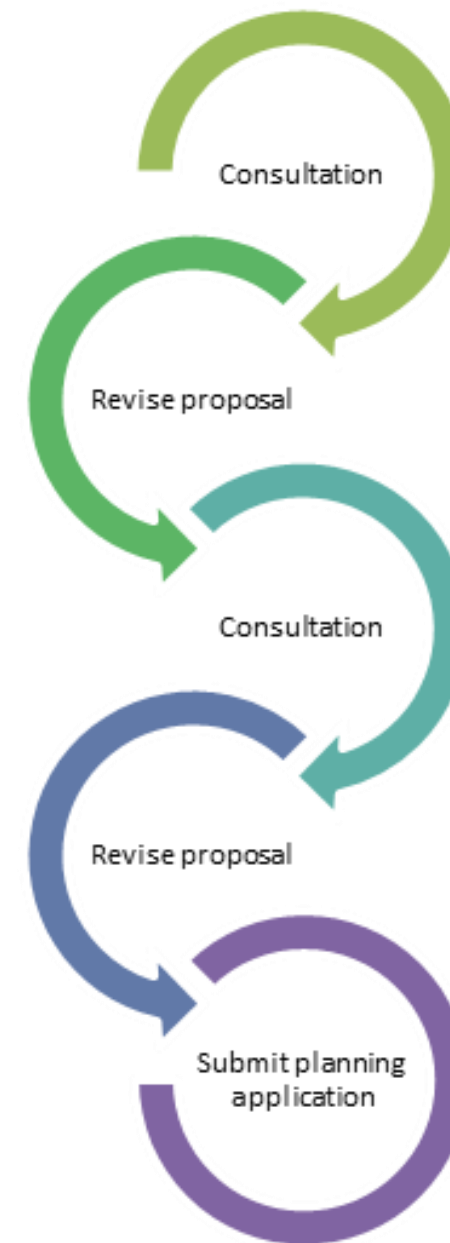 Consultation
Revise proposal
Consultation
Revise proposal
Submit planning
application